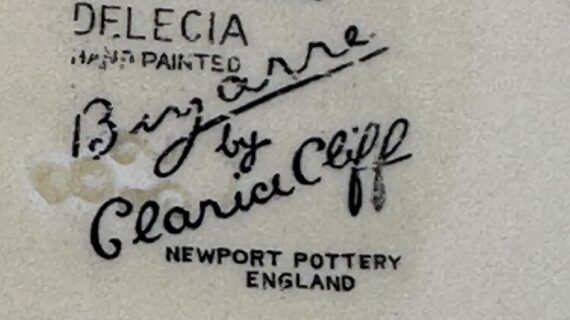 DELECIA
HAND PAINTED
Bizarre
by
Clarice Cliff
NEWPORT POTTERY
ENGLAND